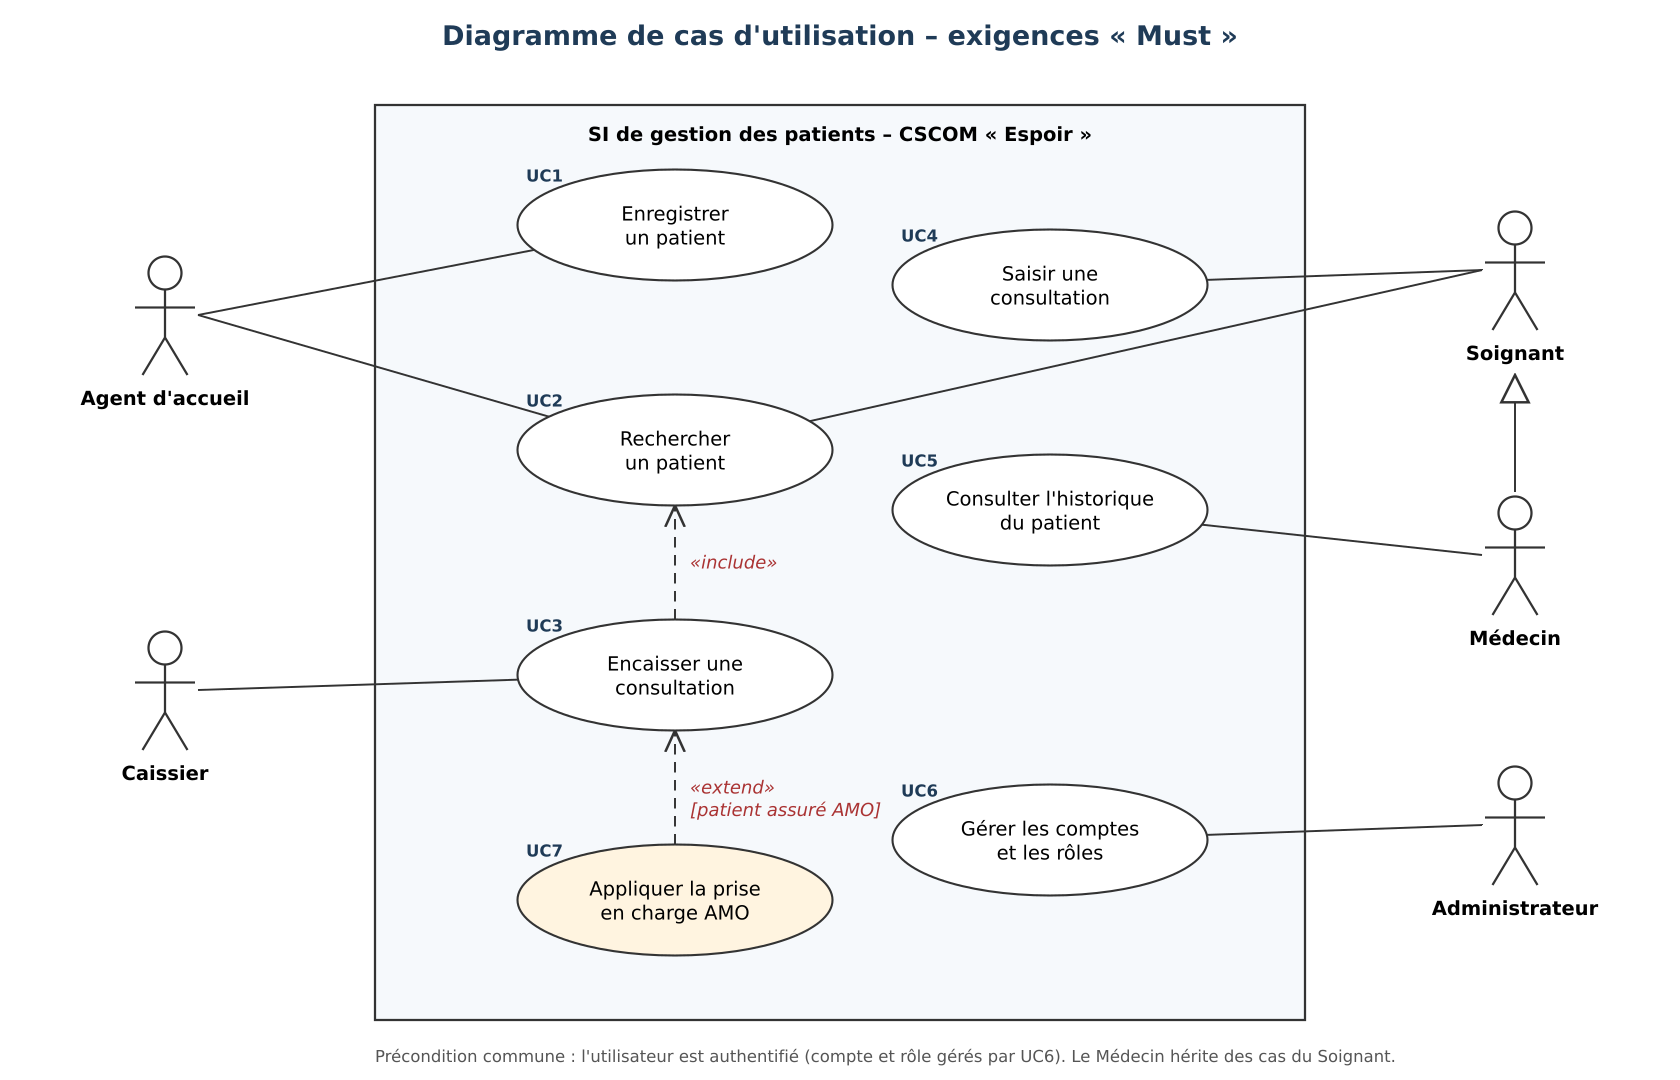 Diagramme de cas d'utilisation – exigences « Must »
SI de gestion des patients – CSCOM « Espoir »
UC1
Enregistrer
un patient
UC4
Saisir une
consultation
Soignant
Agent d'accueil
UC2
Rechercher
un patient
UC5
Consulter l'historique
du patient
«include»
Médecin
UC3
Encaisser une
consultation
Caissier
«extend»
[patient assuré AMO]
UC6
Gérer les comptes
et les rôles
UC7
Appliquer la prise
en charge AMO
Administrateur
Précondition commune : l'utilisateur est authentifié (compte et rôle gérés par UC6). Le Médecin hérite des cas du Soignant.